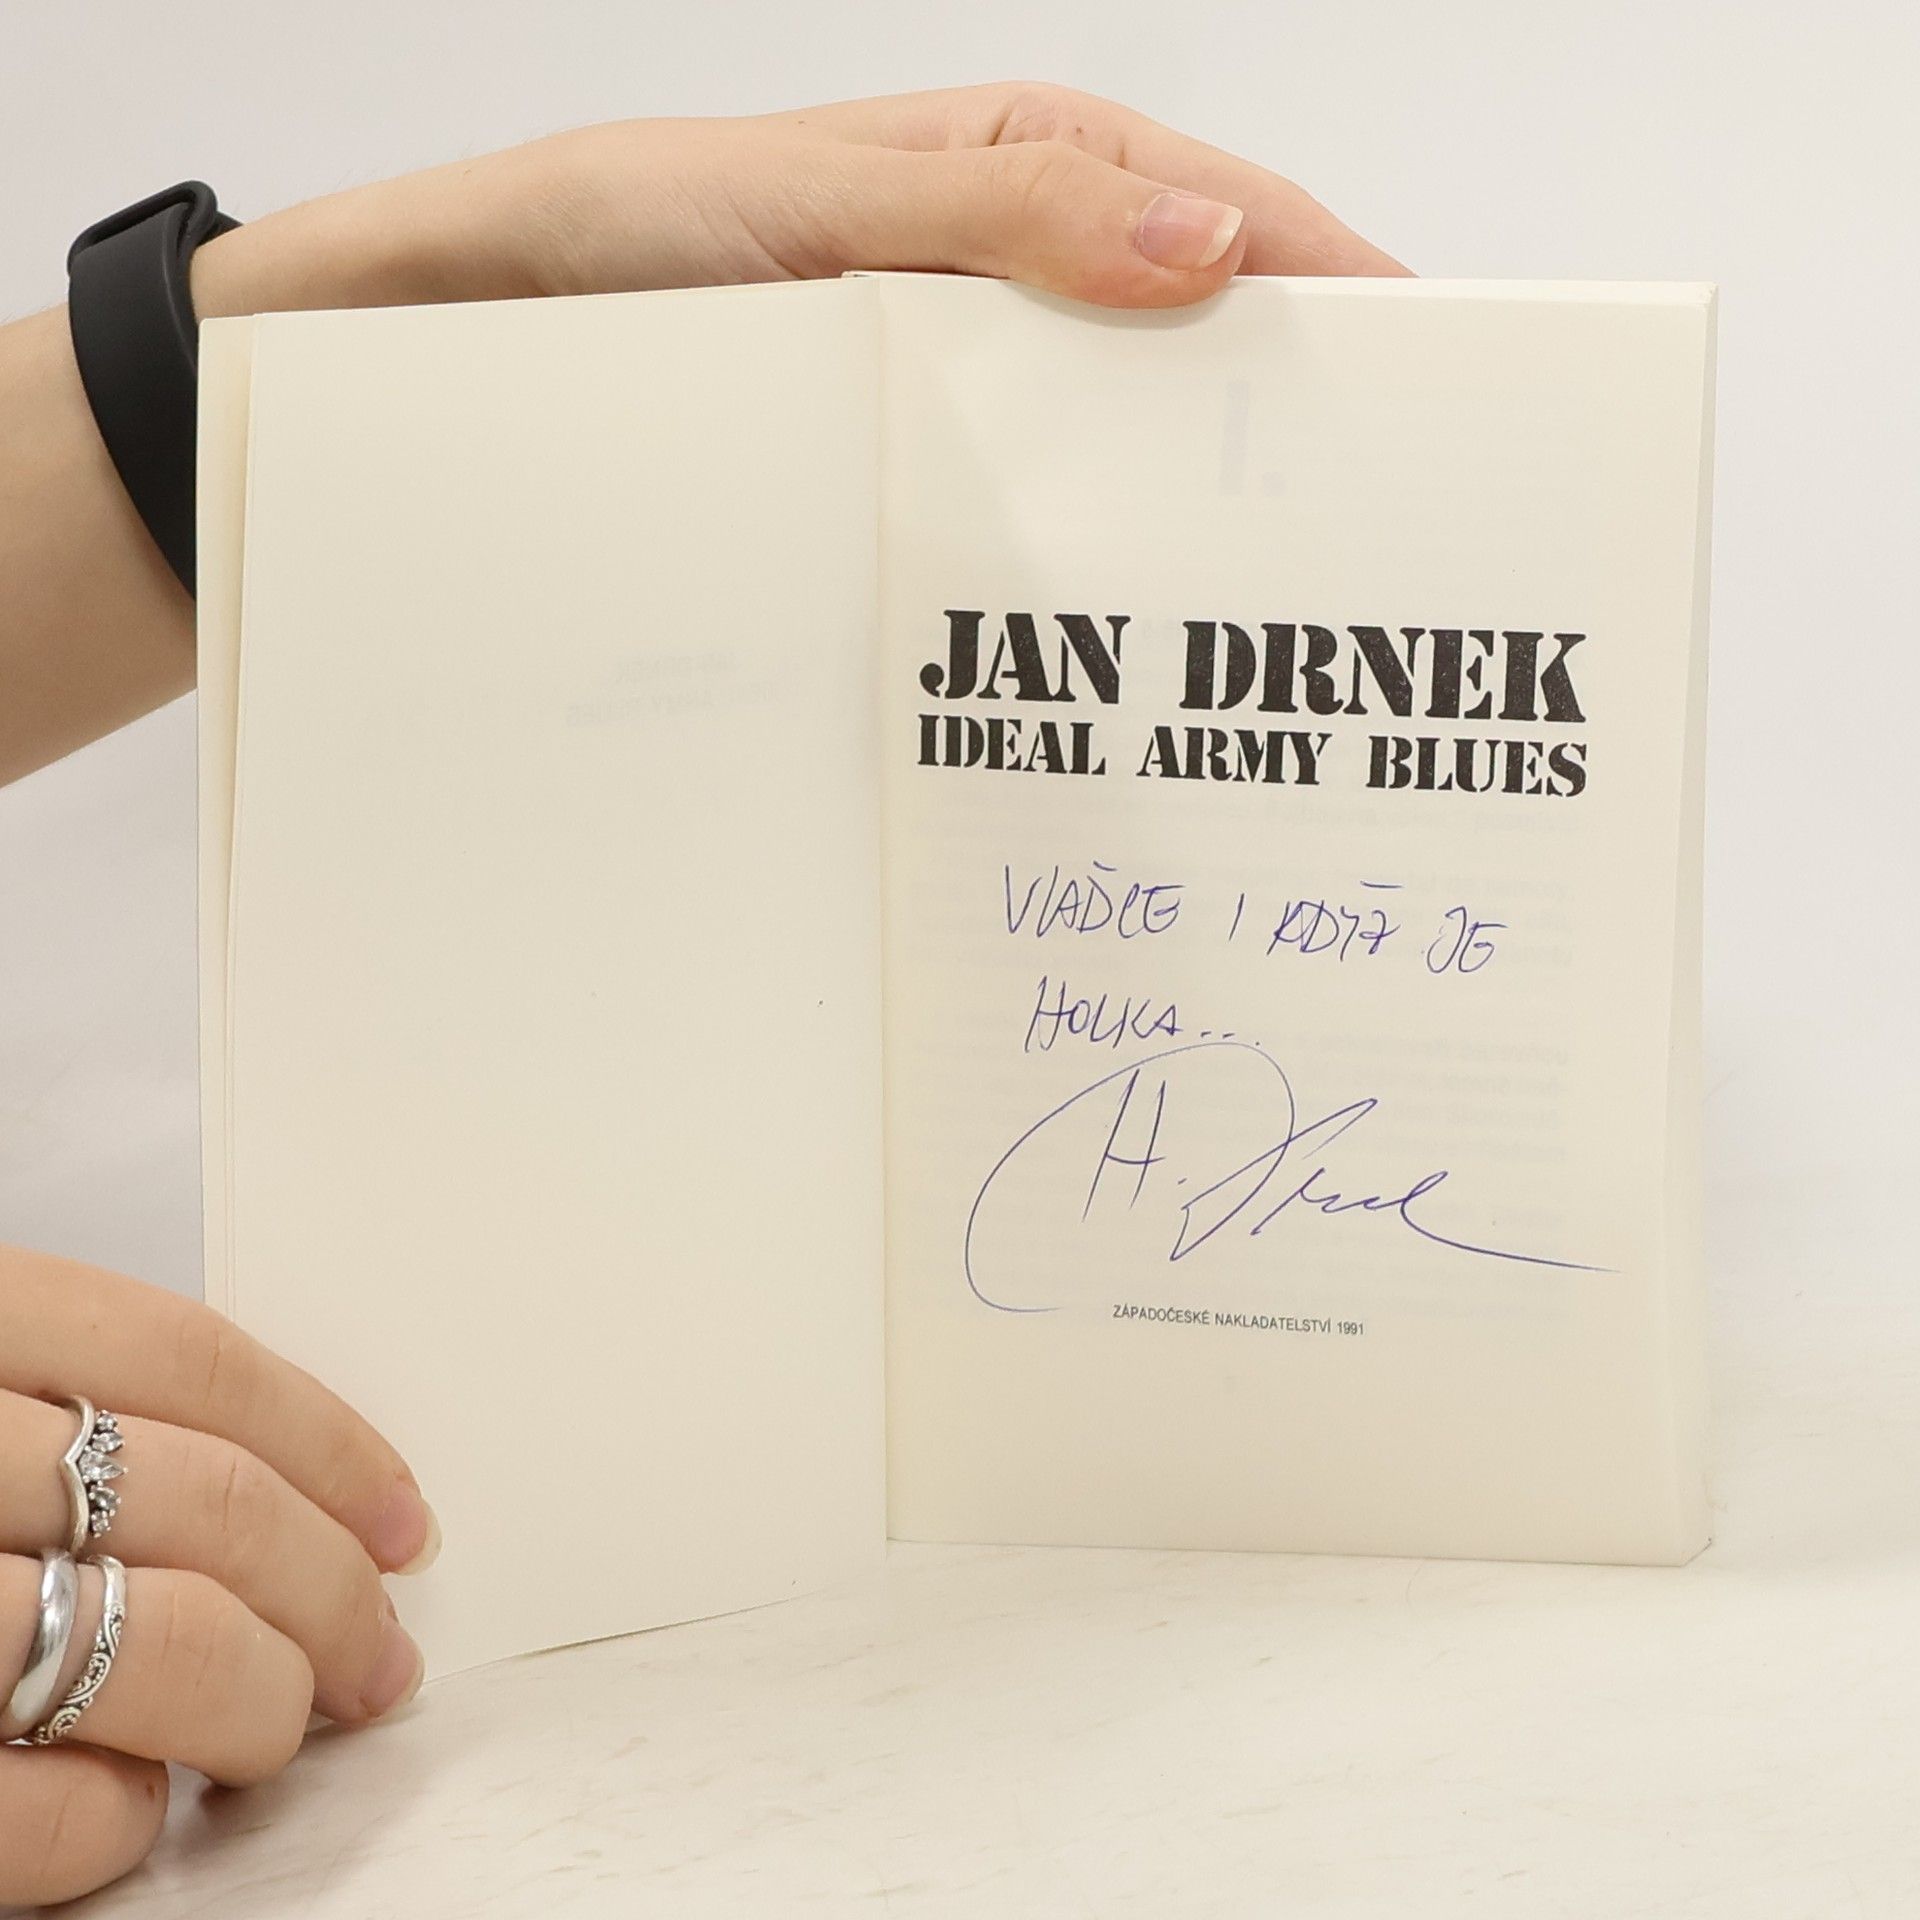 JAN DRNEK
IDEAL ARMY BLUES
VLAĎCE I KDYŽ JE
HOLKA...
ZÁPADOČESKÉ NAKLADATELSTVÍ 1991